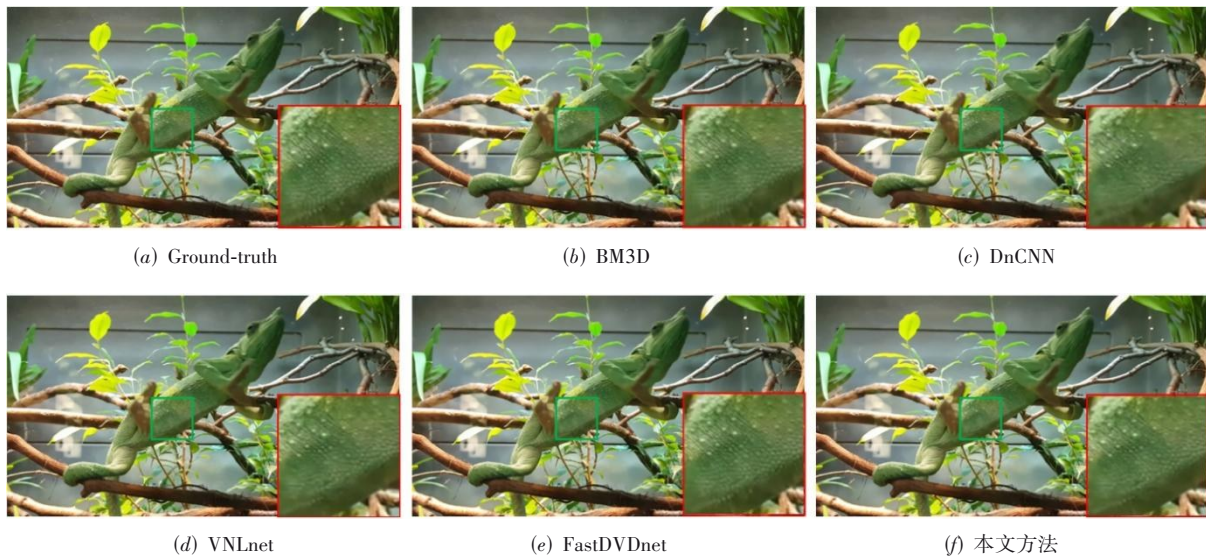 (a) Ground-truth
(b) BM3D
(c) DnCNN
(d) VNLnet
(e) FastDVDnet
(f) 本文方法